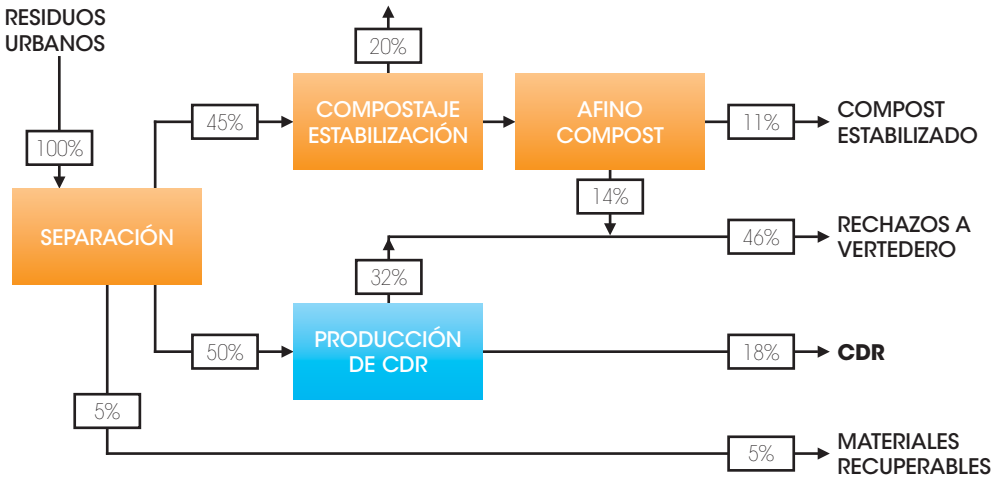 RESIDUOS
URBANOS
100%
SEPARACIÓN
45%
20%
COMPOSTAJE
ESTABILIZACIÓN
AFINO
COMPOST
11%
COMPOST
ESTABILIZADO
14%
46%
RECHAZOS A
VERTEDERO
32%
50%
PRODUCCIÓN
DE CDR
18%
CDR
5%
5%
MATERIALES
RECUPERABLES